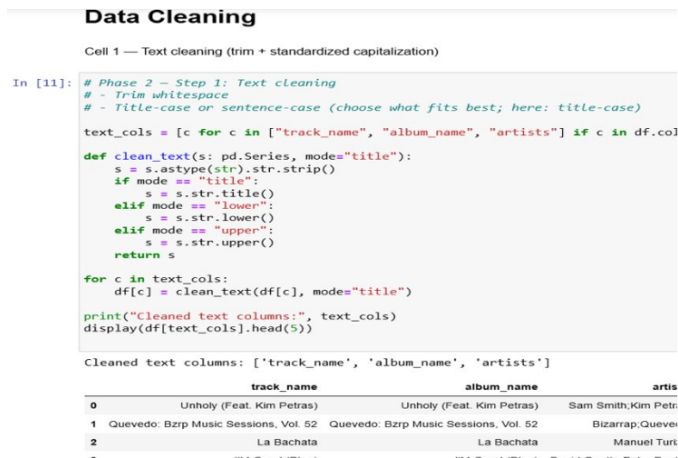 Data Cleaning
Cell 1 — Text cleaning (trim + standardized capitalization)
In [11]: # Phase 2 — Step 1: Text cleaning
# - Trim whitespace
# - Title-case or sentence-case (choose what fits best; here: title-case)
text_cols = [c for c in ["track_name", "album_name", "artists"] if c in df.col
def clean_text(s: pd.Series, mode="title"):
s = s.astype(str).str.strip()
if mode == "title":
s = s.str.title()
elif mode == "lower":
s = s.str.lower()
elif mode == "upper":
s = s.str.upper()
return s
for c in text_cols:
df[c] = clean_text(df[c], mode="title")
print("Cleaned text columns:", text_cols)
display(df[text_cols].head(5))
Cleaned text columns: ['track_name', 'album_name', 'artists']
track_name album_name artis
0 Unholy (Feat. Kim Petras) Unholy (Feat. Kim Petras) Sam Smith;Kim Petr
1 Quevedo: Bzrp Music Sessions, Vol. 52 Quevedo: Bzrp Music Sessions, Vol. 52 Bizarrap;Queve
2 La Bachata La Bachata Manuel Turi